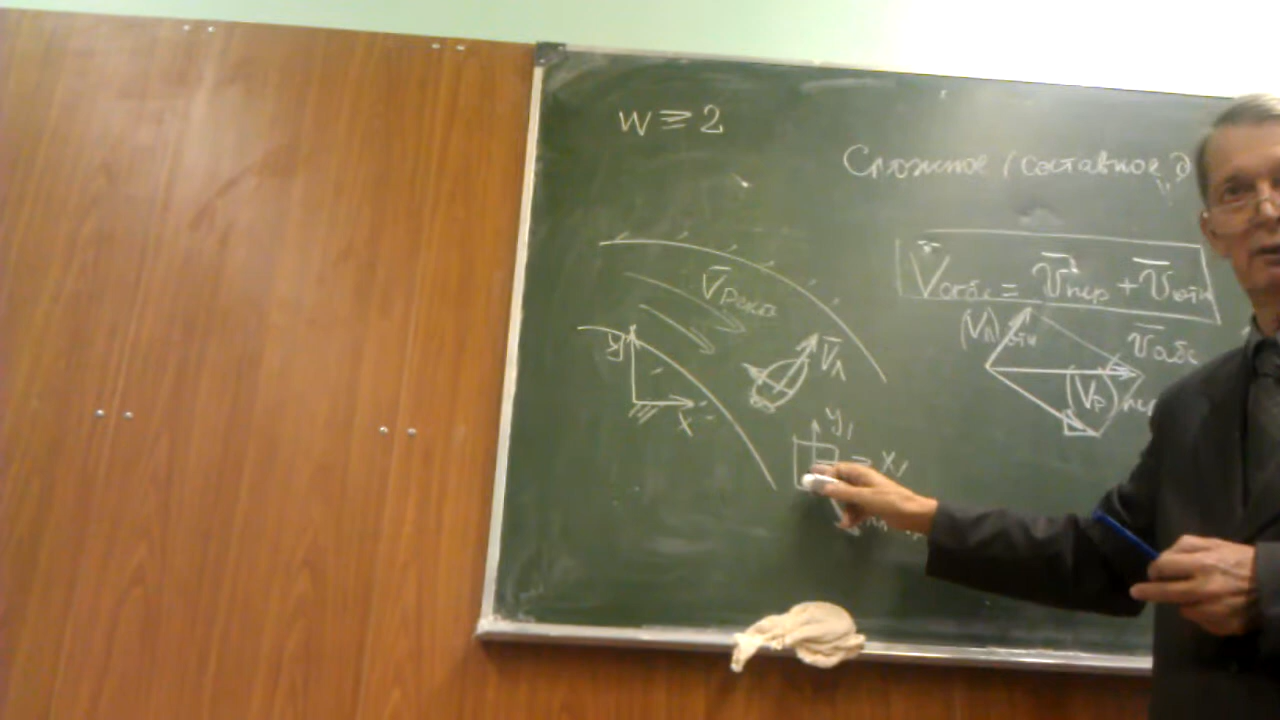 W ≡ 2
Сложное (составное) д
V̄абс = v̄пер + v̄отн
V̄река
(Vл)отн
v̄абс
y
V̄л
(Vр)пер
x
y₁
x₁